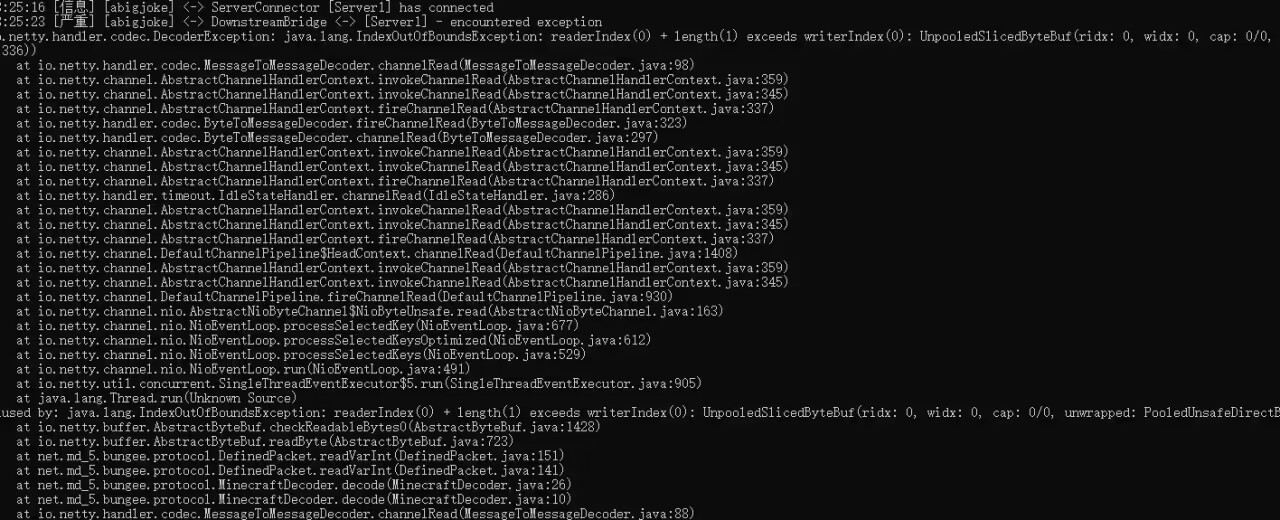 :25:16 [信息] [abigjoke] <-> ServerConnector [Server1] has connected
:25:23 [严重] [abigjoke] <-> DownstreamBridge <-> [Server1] - encountered exception
.netty.handler.codec.DecoderException: java.lang.IndexOutOfBoundsException: readerIndex(0) + length(1) exceeds writerIndex(0): UnpooledSlicedByteBuf(ridx: 0, widx: 0, cap: 0/0,
336))
at io.netty.handler.codec.MessageToMessageDecoder.channelRead(MessageToMessageDecoder.java:98)
at io.netty.channel.AbstractChannelHandlerContext.invokeChannelRead(AbstractChannelHandlerContext.java:359)
at io.netty.channel.AbstractChannelHandlerContext.invokeChannelRead(AbstractChannelHandlerContext.java:345)
at io.netty.channel.AbstractChannelHandlerContext.fireChannelRead(AbstractChannelHandlerContext.java:337)
at io.netty.handler.codec.ByteToMessageDecoder.fireChannelRead(ByteToMessageDecoder.java:323)
at io.netty.handler.codec.ByteToMessageDecoder.channelRead(ByteToMessageDecoder.java:297)
at io.netty.channel.AbstractChannelHandlerContext.invokeChannelRead(AbstractChannelHandlerContext.java:359)
at io.netty.channel.AbstractChannelHandlerContext.invokeChannelRead(AbstractChannelHandlerContext.java:345)
at io.netty.channel.AbstractChannelHandlerContext.fireChannelRead(AbstractChannelHandlerContext.java:337)
at io.netty.handler.timeout.IdleStateHandler.channelRead(IdleStateHandler.java:286)
at io.netty.channel.AbstractChannelHandlerContext.invokeChannelRead(AbstractChannelHandlerContext.java:359)
at io.netty.channel.AbstractChannelHandlerContext.invokeChannelRead(AbstractChannelHandlerContext.java:345)
at io.netty.channel.AbstractChannelHandlerContext.fireChannelRead(AbstractChannelHandlerContext.java:337)
at io.netty.channel.DefaultChannelPipeline$HeadContext.channelRead(DefaultChannelPipeline.java:1408)
at io.netty.channel.AbstractChannelHandlerContext.invokeChannelRead(AbstractChannelHandlerContext.java:359)
at io.netty.channel.AbstractChannelHandlerContext.invokeChannelRead(AbstractChannelHandlerContext.java:345)
at io.netty.channel.DefaultChannelPipeline.fireChannelRead(DefaultChannelPipeline.java:930)
at io.netty.channel.nio.AbstractNioByteChannel$NioByteUnsafe.read(AbstractNioByteChannel.java:163)
at io.netty.channel.nio.NioEventLoop.processSelectedKey(NioEventLoop.java:677)
at io.netty.channel.nio.NioEventLoop.processSelectedKeysOptimized(NioEventLoop.java:612)
at io.netty.channel.nio.NioEventLoop.processSelectedKeys(NioEventLoop.java:529)
at io.netty.channel.nio.NioEventLoop.run(NioEventLoop.java:491)
at io.netty.util.concurrent.SingleThreadEventExecutor$5.run(SingleThreadEventExecutor.java:905)
at java.lang.Thread.run(Unknown Source)
used by: java.lang.IndexOutOfBoundsException: readerIndex(0) + length(1) exceeds writerIndex(0): UnpooledSlicedByteBuf(ridx: 0, widx: 0, cap: 0/0, unwrapped: PooledUnsafeDirectB
at io.netty.buffer.AbstractByteBuf.checkReadableBytes0(AbstractByteBuf.java:1428)
at io.netty.buffer.AbstractByteBuf.readByte(AbstractByteBuf.java:723)
at net.md_5.bungee.protocol.DefinedPacket.readVarInt(DefinedPacket.java:151)
at net.md_5.bungee.protocol.DefinedPacket.readVarInt(DefinedPacket.java:141)
at net.md_5.bungee.protocol.MinecraftDecoder.decode(MinecraftDecoder.java:26)
at net.md_5.bungee.protocol.MinecraftDecoder.decode(MinecraftDecoder.java:10)
at io.netty.handler.codec.MessageToMessageDecoder.channelRead(MessageToMessageDecoder.java:88)